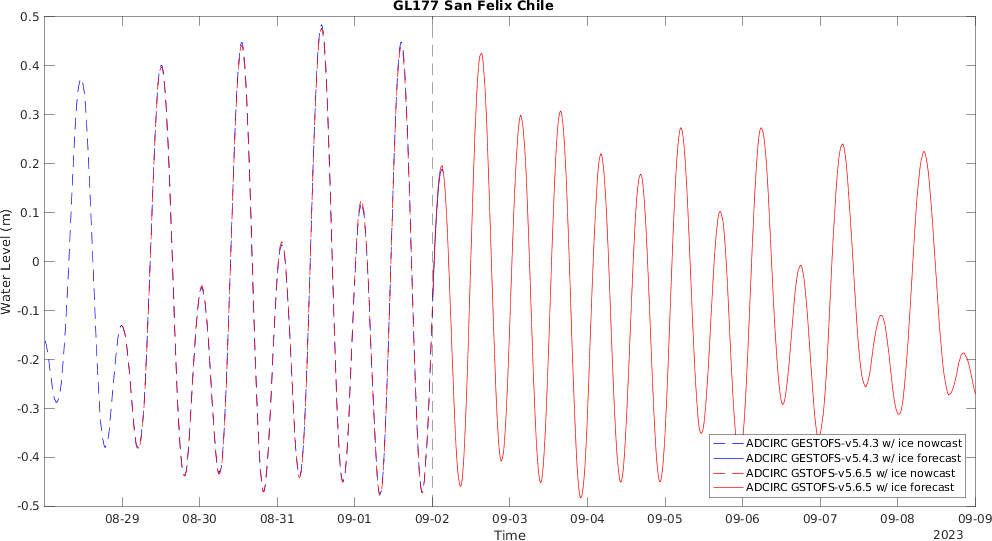 GL177 San Felix Chile
0.5
0.4
0.3
0.2
0.1
0
-0.1
-0.2
-0.3
-0.4
-0.5
Water Level (m)
ADCIRC GESTOFS-v5.4.3 w/ ice nowcast
ADCIRC GESTOFS-v5.4.3 w/ ice forecast
ADCIRC GSTOFS-v5.6.5 w/ ice nowcast
ADCIRC GSTOFS-v5.6.5 w/ ice forecast
08-29 08-30 08-31 09-01 09-02 09-03 09-04 09-05 09-06 09-07 09-08 09-09
Time 2023